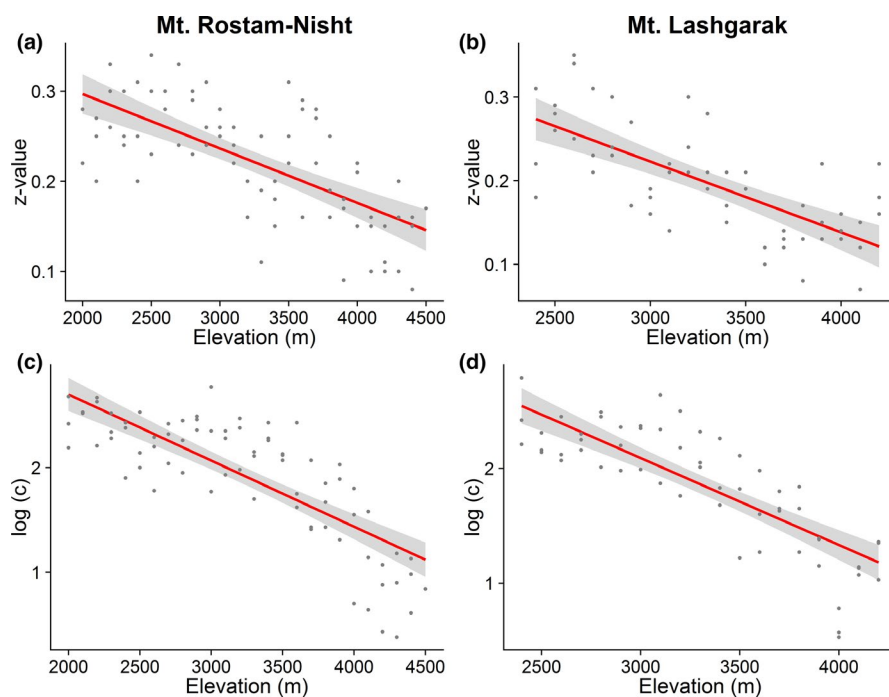 Mt. Rostam-Nisht
Mt. Lashgarak
(a)
(b)
z-value
0.3
0.2
0.1
2000 2500 3000 3500 4000 4500
Elevation (m)
z-value
0.3
0.2
0.1
2500 3000 3500 4000
Elevation (m)
(c)
(d)
log (c)
2
1
2000 2500 3000 3500 4000 4500
Elevation (m)
log (c)
2
1
2500 3000 3500 4000
Elevation (m)